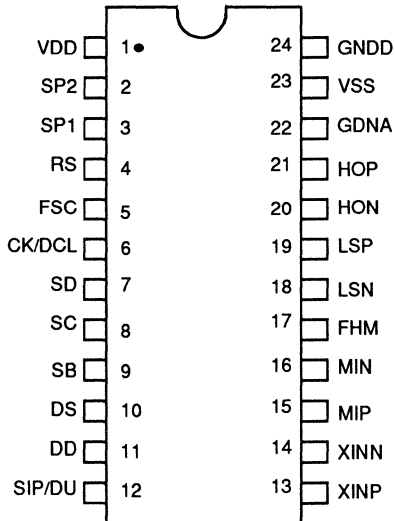 VDD 1 24 GNDD
SP2 2 23 VSS
SP1 3 22 GDNA
RS 4 21 HOP
FSC 5 20 HON
CK/DCL 6 19 LSP
SD 7 18 LSN
SC 8 17 FHM
SB 9 16 MIN
DS 10 15 MIP
DD 11 14 XINN
SIP/DU 12 13 XINP